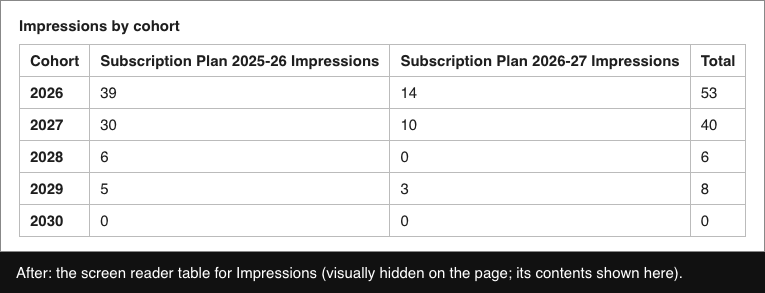 Impressions by cohort
Cohort Subscription Plan 2025-26 Impressions Subscription Plan 2026-27 Impressions Total
2026 39 14 53
2027 30 10 40
2028 6 0 6
2029 5 3 8
2030 0 0 0
After: the screen reader table for Impressions (visually hidden on the page; its contents shown here).